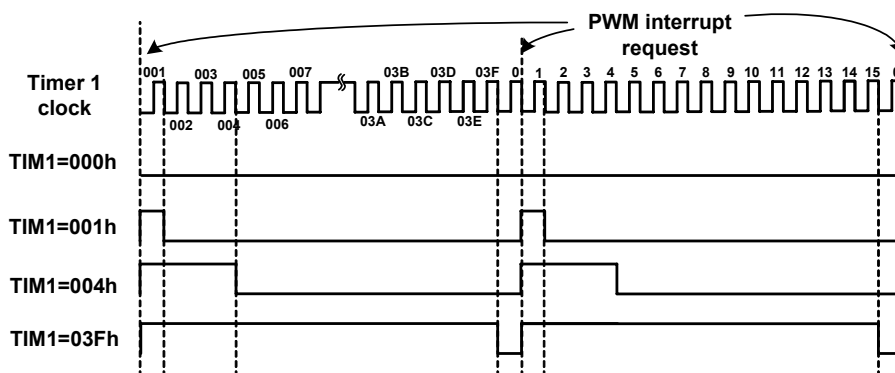 PWM interrupt
request
001 003 005 007 03B 03D 03F 0 1 2 3 4 5 6 7 8 9 10 11 12 13 14 15
Timer 1
clock
002 004 006 03A 03C 03E
TIM1=000h
TIM1=001h
TIM1=004h
TIM1=03Fh